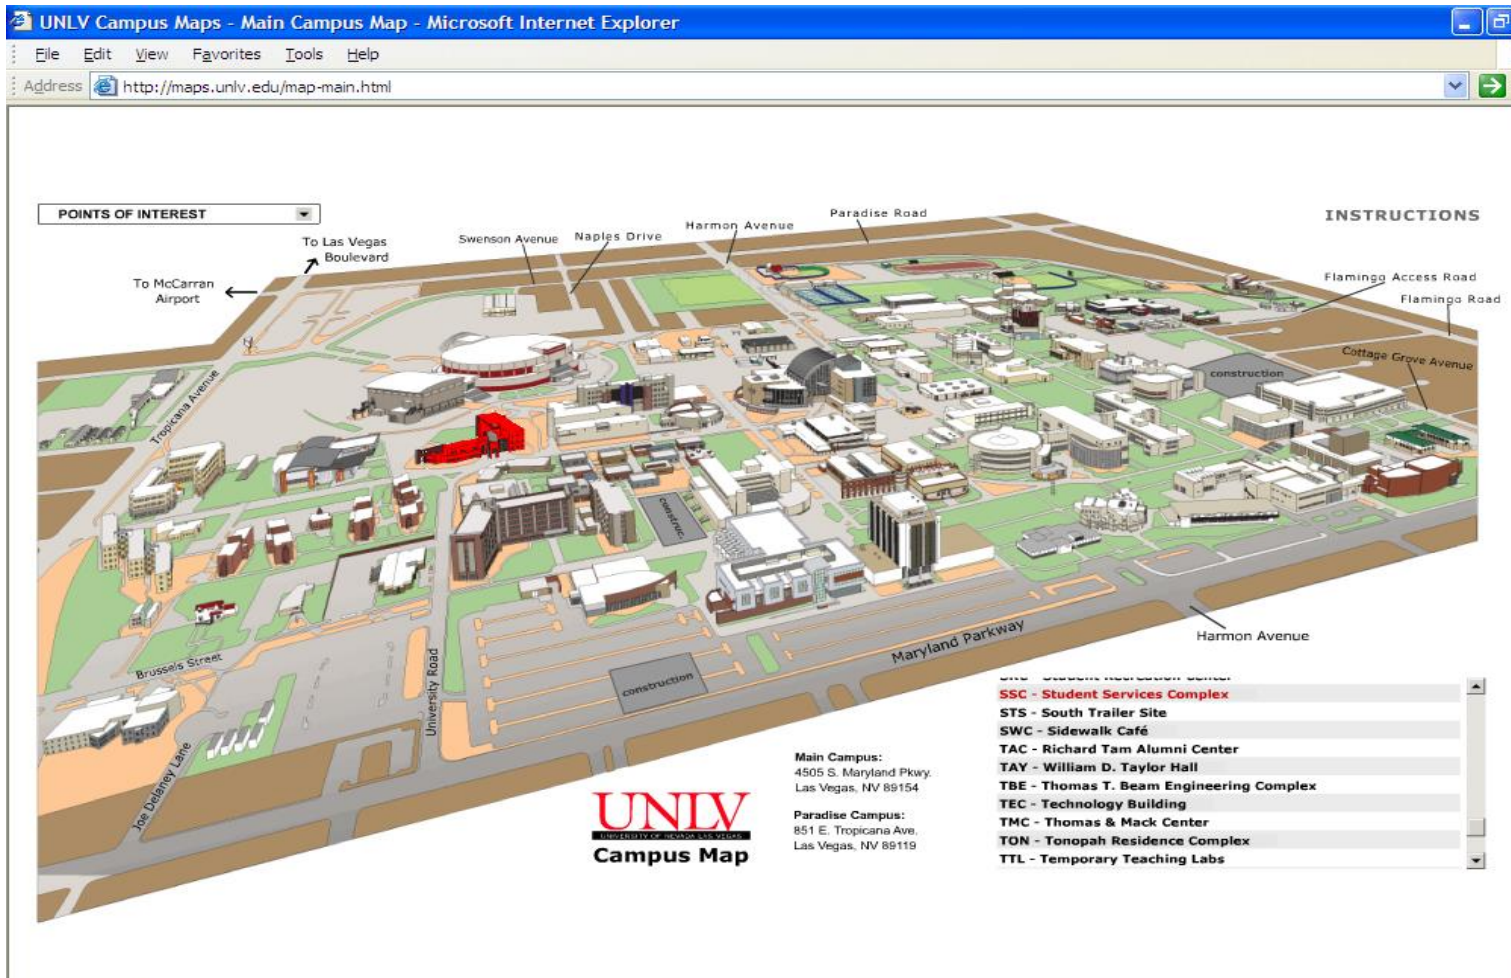 UNLV Campus Maps - Main Campus Map - Microsoft Internet Explorer
File Edit View Favorites Tools Help
Address http://maps.unlv.edu/map-main.html
POINTS OF INTEREST
INSTRUCTIONS
To Las Vegas
Boulevard
To McCarran
Airport
Swenson Avenue
Naples Drive
Harmon Avenue
Paradise Road
Flamingo Access Road
Flamingo Road
Cottage Grove Avenue
construction
Tropicana Avenue
construc.
Harmon Avenue
Maryland Parkway
Brussels Street
University Road
construction
Joe Delaney Lane
SRC - Student Recreation Center
SSC - Student Services Complex
STS - South Trailer Site
SWC - Sidewalk Café
TAC - Richard Tam Alumni Center
TAY - William D. Taylor Hall
TBE - Thomas T. Beam Engineering Complex
TEC - Technology Building
TMC - Thomas & Mack Center
TON - Tonopah Residence Complex
TTL - Temporary Teaching Labs
Main Campus:
4505 S. Maryland Pkwy.
Las Vegas, NV 89154
Paradise Campus:
851 E. Tropicana Ave.
Las Vegas, NV 89119
UNLV
UNIVERSITY OF NEVADA LAS VEGAS
Campus Map